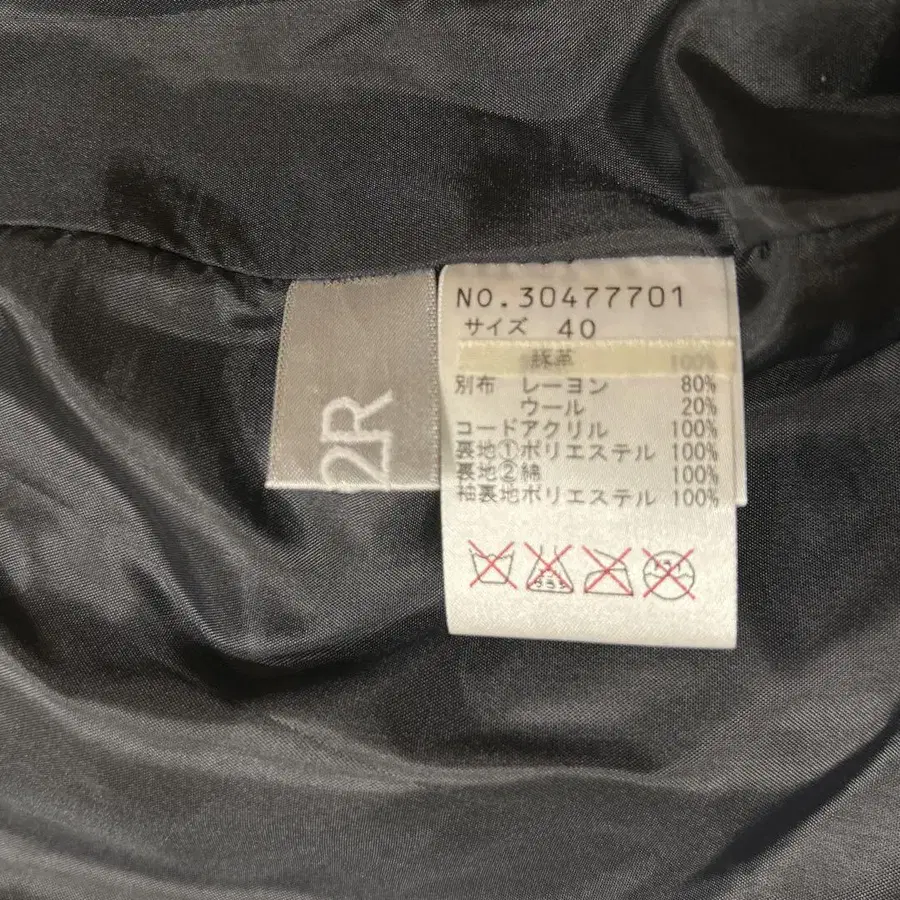 2R
NO.30477701
サイズ 40
豚革 100%
別布 レーヨン 80%
ウール 20%
コードアクリル 100%
裏地①ポリエステル 100%
裏地②綿 100%
袖裏地ポリエステル 100%